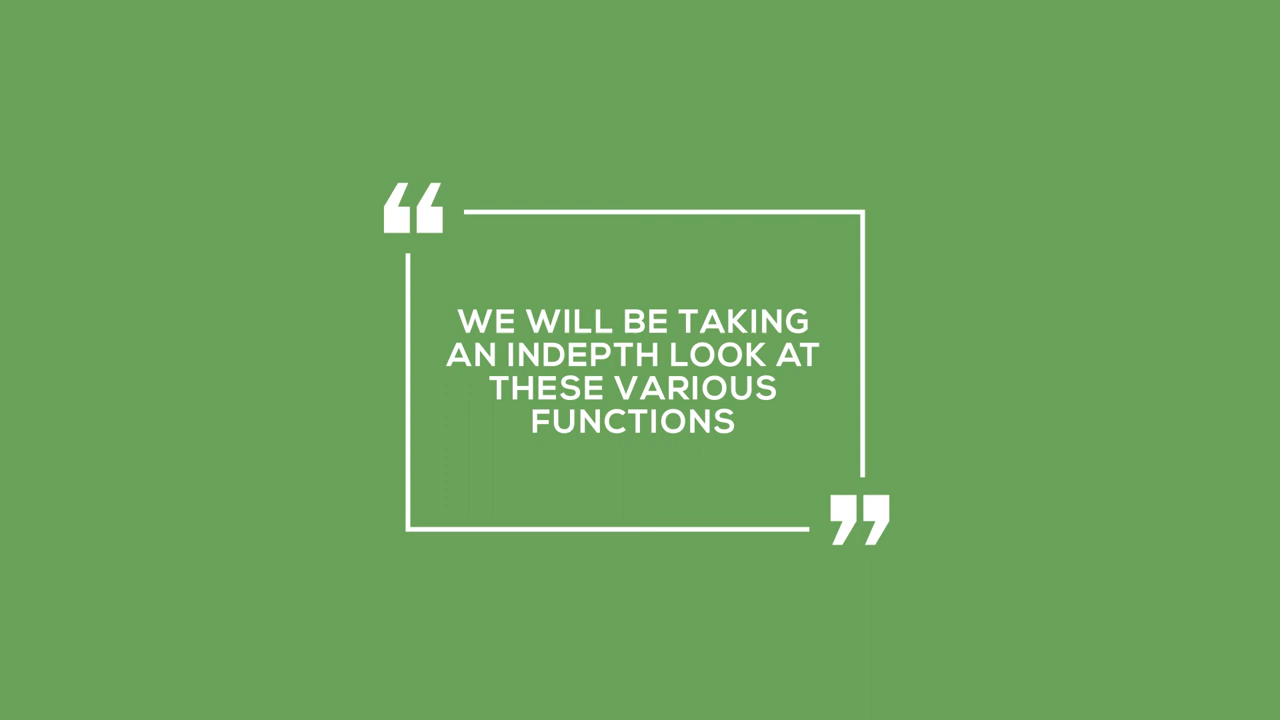 WE WILL BE TAKING
AN INDEPTH LOOK AT
THESE VARIOUS
FUNCTIONS